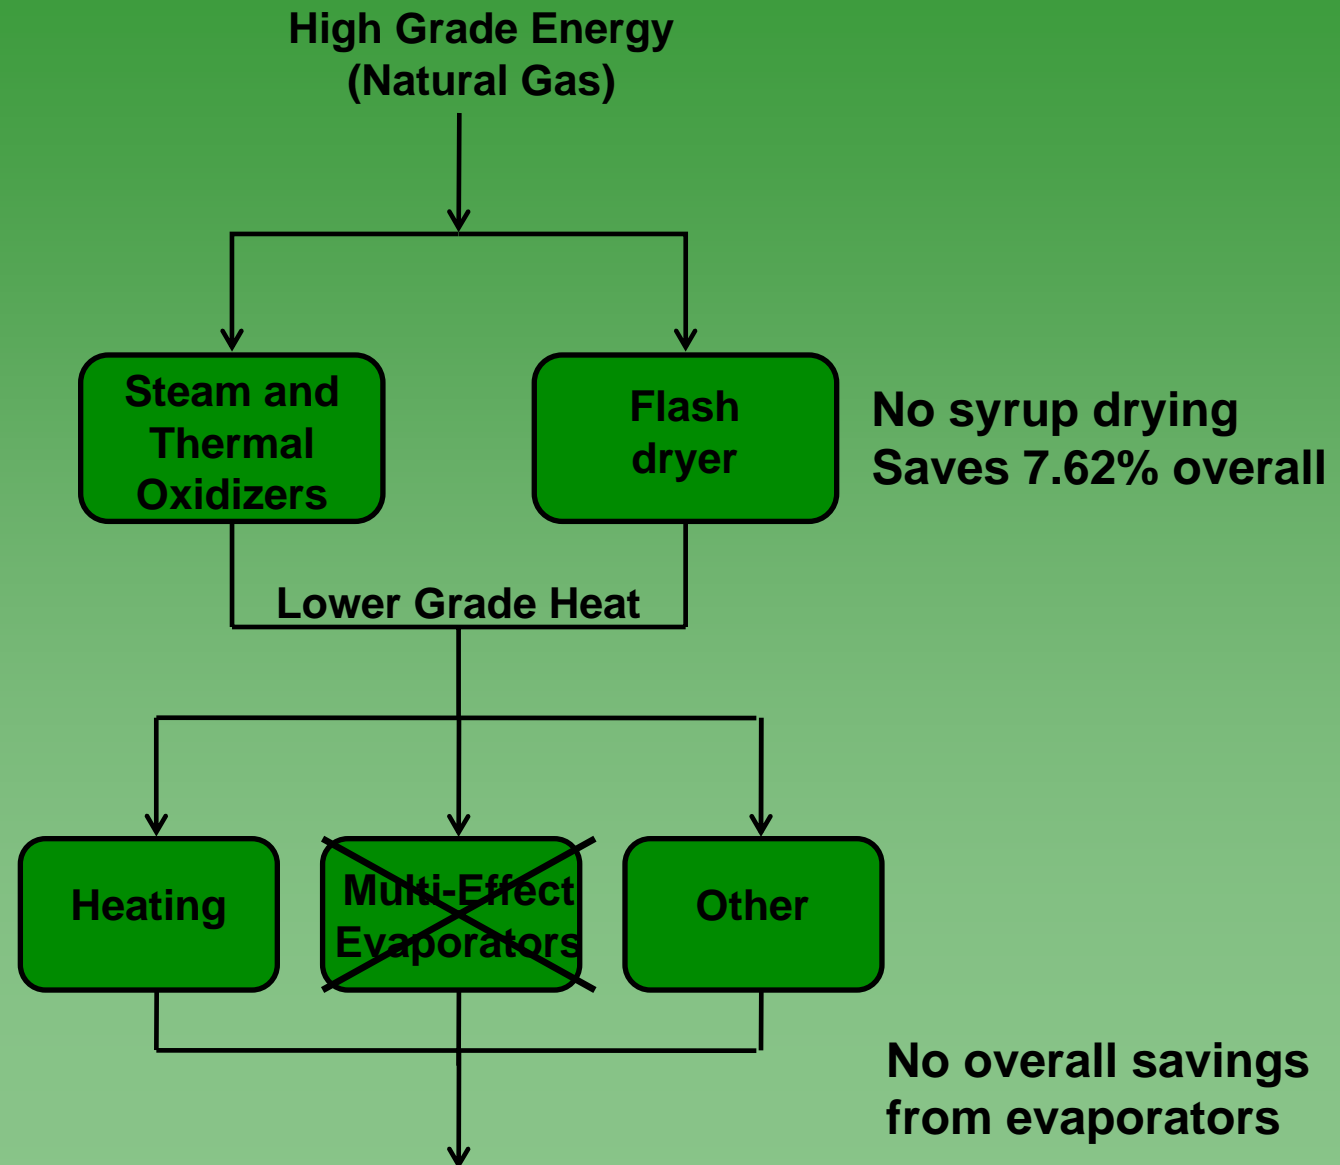 High Grade Energy
(Natural Gas)
Steam and
Thermal
Oxidizers
Flash
dryer
No syrup drying
Saves 7.62% overall
Lower Grade Heat
Heating
Multi-Effect
Evaporators
Other
No overall savings
from evaporators